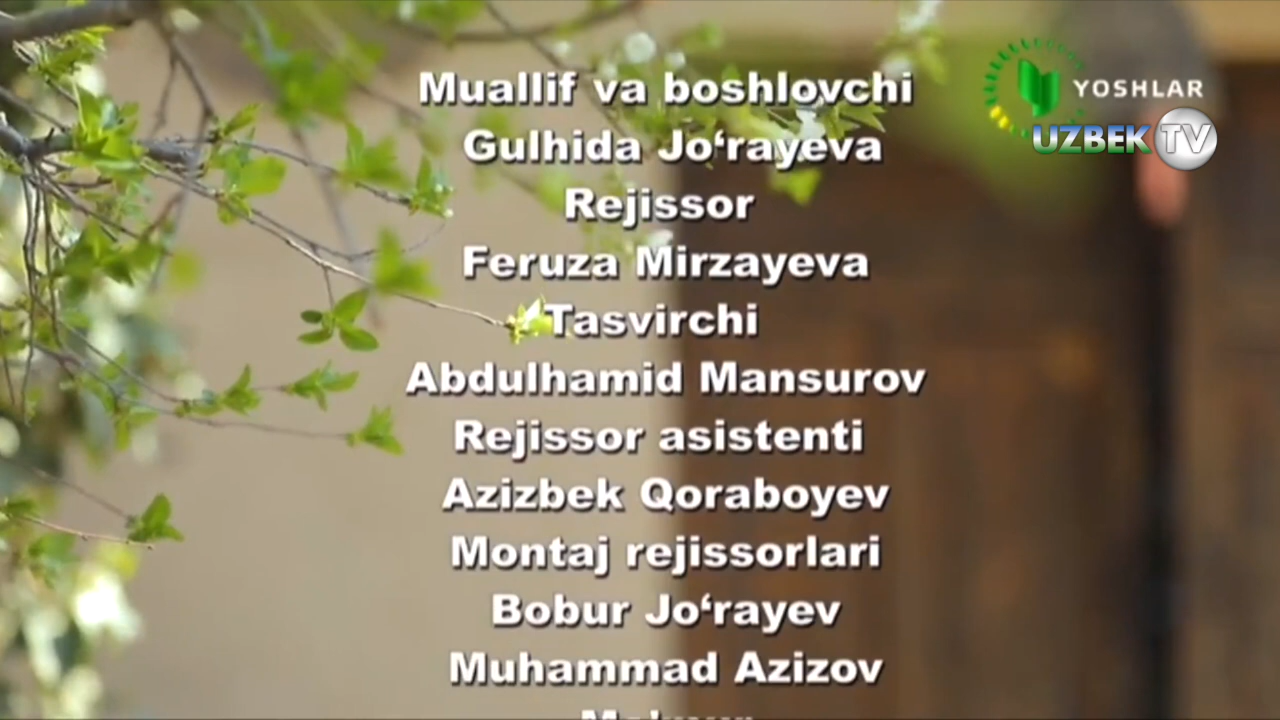 Muallif va boshlovchi
YOSHLAR
UZBEK TV
Gulhida Jo‘rayeva
Rejissor
Feruza Mirzayeva
Tasvirchi
Abdulhamid Mansurov
Rejissor asistenti
Azizbek Qoraboyev
Montaj rejissorlari
Bobur Jo‘rayev
Muhammad Azizov